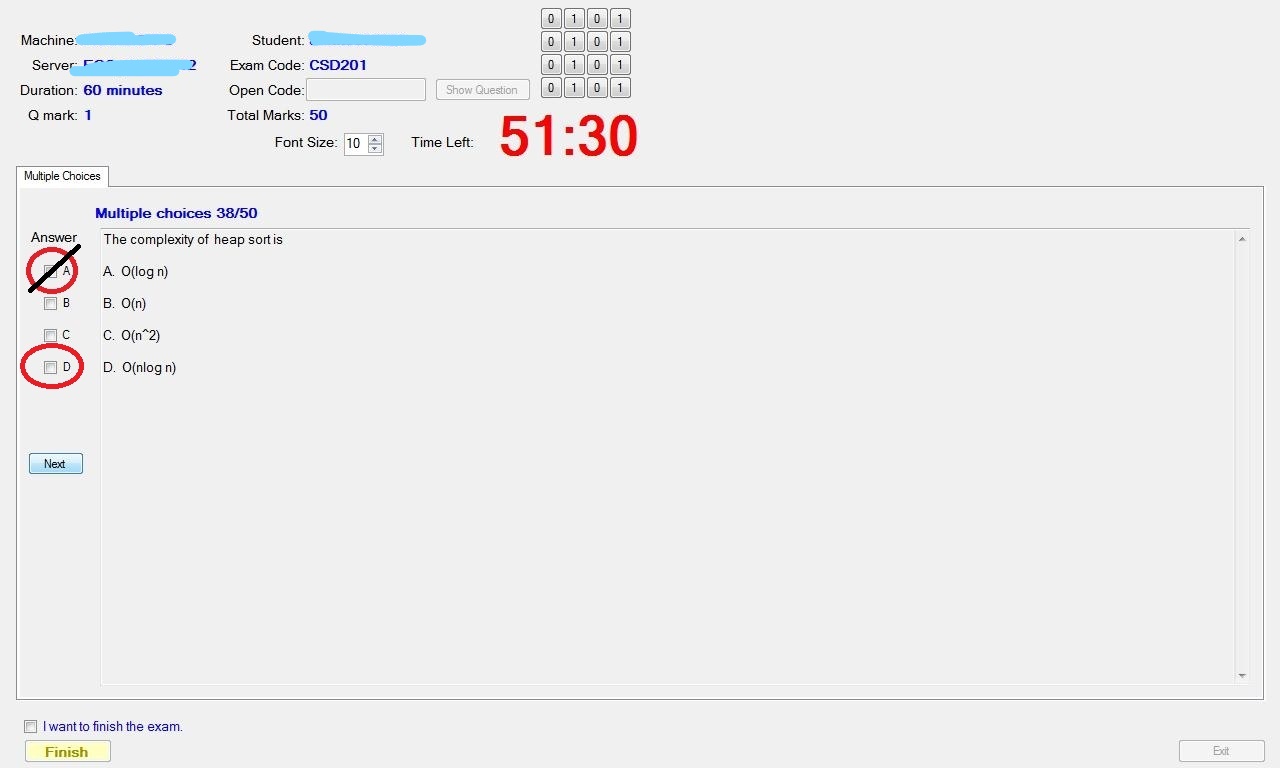 0 1 0 1
Machine: Student: 0 1 0 1
Server: Exam Code: CSD201 0 1 0 1
Duration: 60 minutes Open Code: Show Question 0 1 0 1
Q mark: 1 Total Marks: 50
Font Size: 10 Time Left: 51:30
Multiple Choices
Multiple choices 38/50
Answer
The complexity of heap sort is
A A. O(log n)
B B. O(n)
C C. O(n^2)
D D. O(nlog n)
Next
I want to finish the exam.
Finish Exit